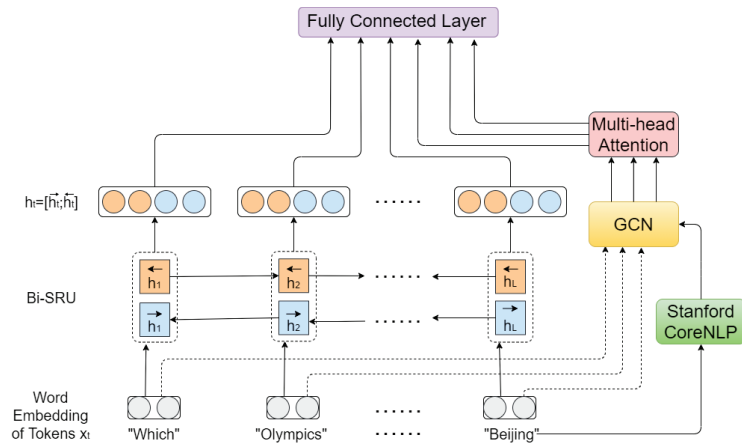 Fully Connected Layer
Multi-head
Attention
hₜ=[h⃗ₜ;h⃖ₜ]
GCN
h⃖₁
h⃖₂
......
h⃖L
Bi-SRU
h⃗₁
h⃗₂
......
h⃗L
Stanford
CoreNLP
Word
Embedding
of Tokens xₜ
"Which"
"Olympics"
......
"Beijing"